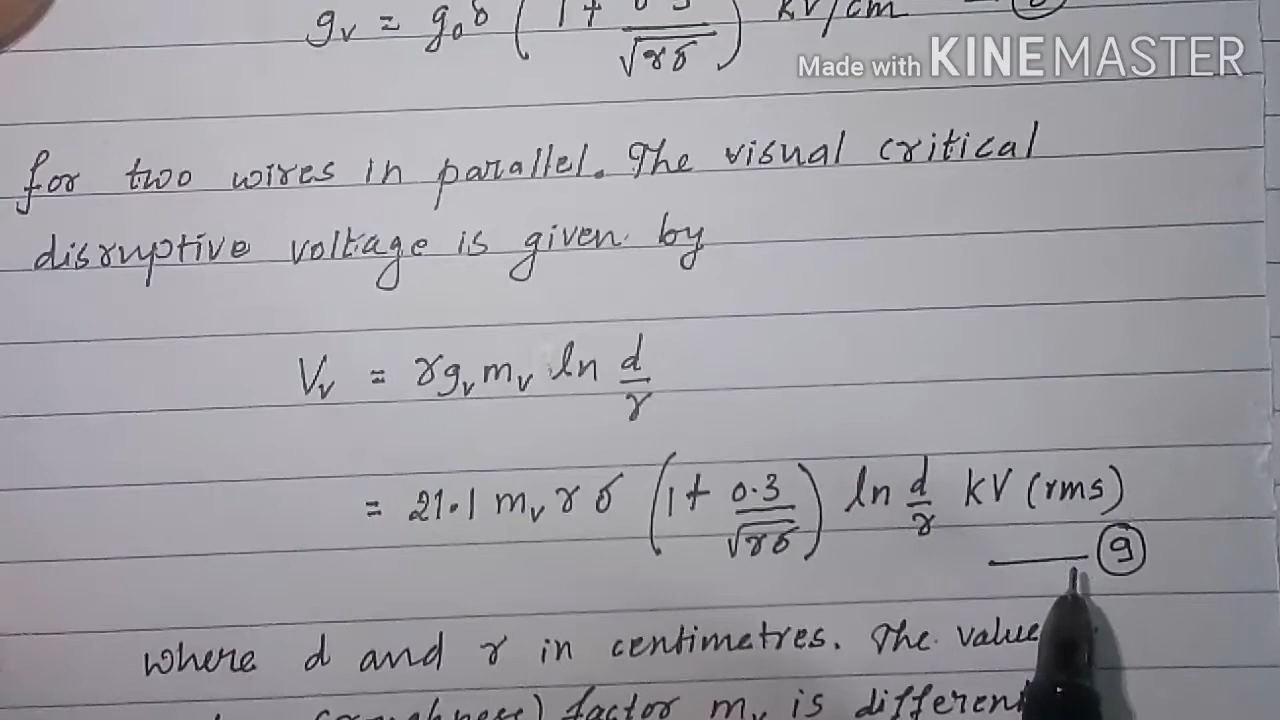 gᵥ = g₀δ (1 + 0.3/√rδ) kV/cm
Made with KINEMASTER
for two wires in parallel. The visual critical
disruptive voltage is given by
Vᵥ = r gᵥ mᵥ ln d/r
= 21.1 mᵥ r δ (1 + 0.3/√rδ) ln d/r kV (rms)
— 9
where d and r in centimetres. The value
factor mᵥ is different